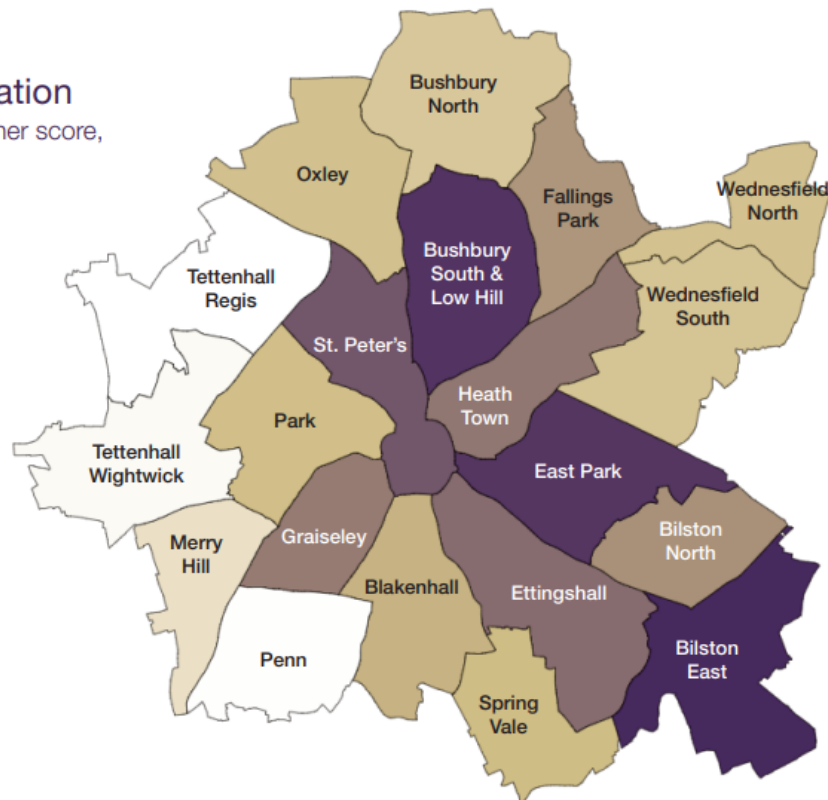 ation
her score,
Bushbury
North
Oxley
Fallings
Park
Wednesfield
North
Bushbury
South &
Low Hill
Tettenhall
Regis
Wednesfield
South
St. Peter's
Heath
Town
Park
Tettenhall
Wightwick
East Park
Merry
Hill
Graiseley
Bilston
North
Blakenhall
Ettingshall
Penn
Bilston
East
Spring
Vale